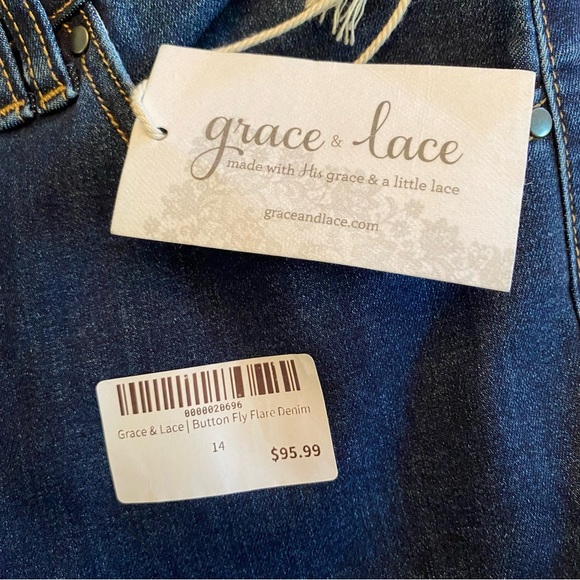 grace & lace
made with His grace & a little lace
graceandlace.com
0000020696
Grace & Lace | Button Fly Flare Denim
14
$95.99